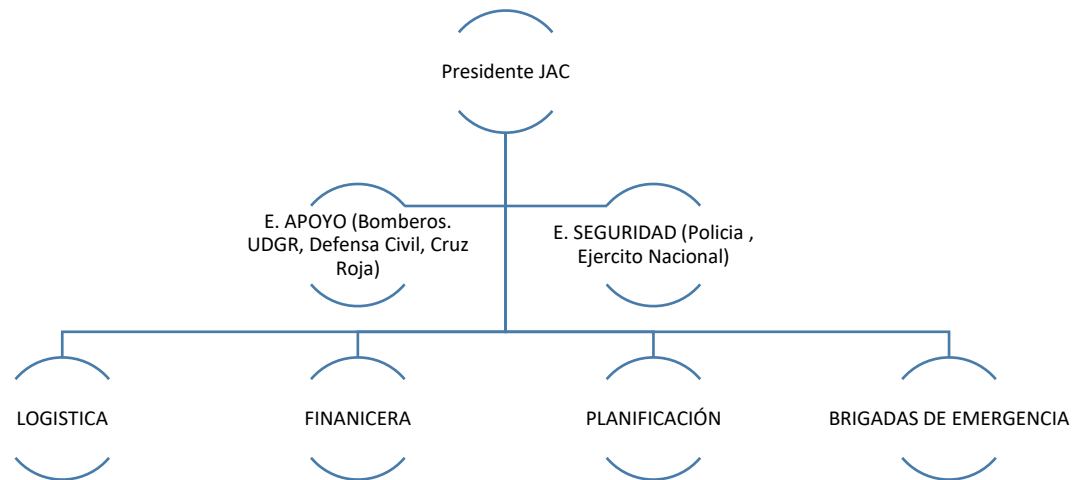 Presidente JAC
E. APOYO (Bomberos.
UDGR, Defensa Civil, Cruz
Roja)
E. SEGURIDAD (Policia ,
Ejercito Nacional)
LOGISTICA
FINANICERA
PLANIFICACIÓN
BRIGADAS DE EMERGENCIA